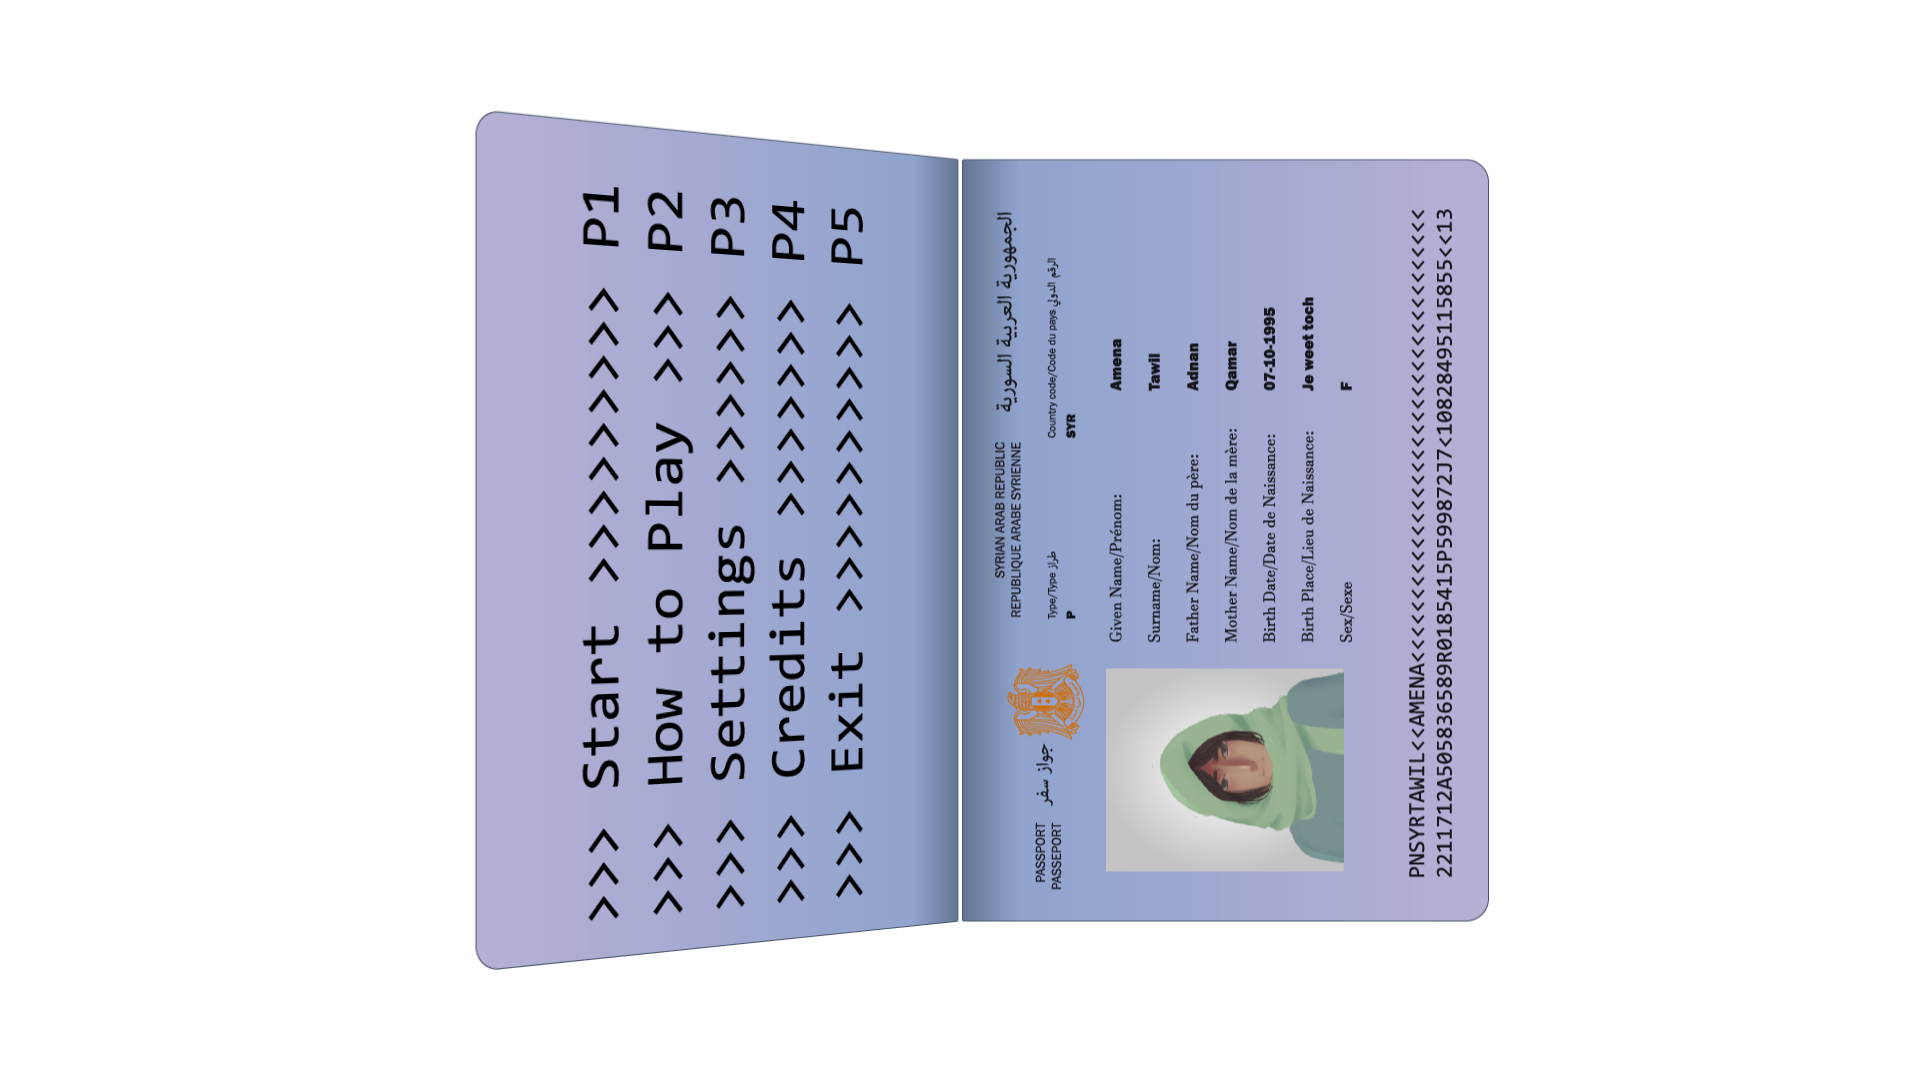 >>> Start >>>>>>>>> P1
>>> How to Play >>> P2
>>> Settings >>>>>> P3
>>> Credits >>>>>>> P4
>>> Exit >>>>>>>>>> P5
SYRIAN ARAB REPUBLIC
REPUBLIQUE ARABE SYRIENNE
الجمهورية العربية السورية
PASSPORT
PASSEPORT
جواز سفر
Type/Type طراز
P
Country code/Code du pays الرقم الدولي
SYR
Given Name/Prénom: Amena
Surname/Nom: Tawil
Father Name/Nom du père: Adnan
Mother Name/Nom de la mère: Qamar
Birth Date/Date de Naissance: 07-10-1995
Birth Place/Lieu de Naissance: Je weet toch
Sex/Sexe F
PNSYRTAWIL<<AMENA<<<<<<<<<<<<<<<<<<<<<<<<<<<<<<<<<<<<
2211712A5058365589R0185415P599872J7<1082849511585​5<<13